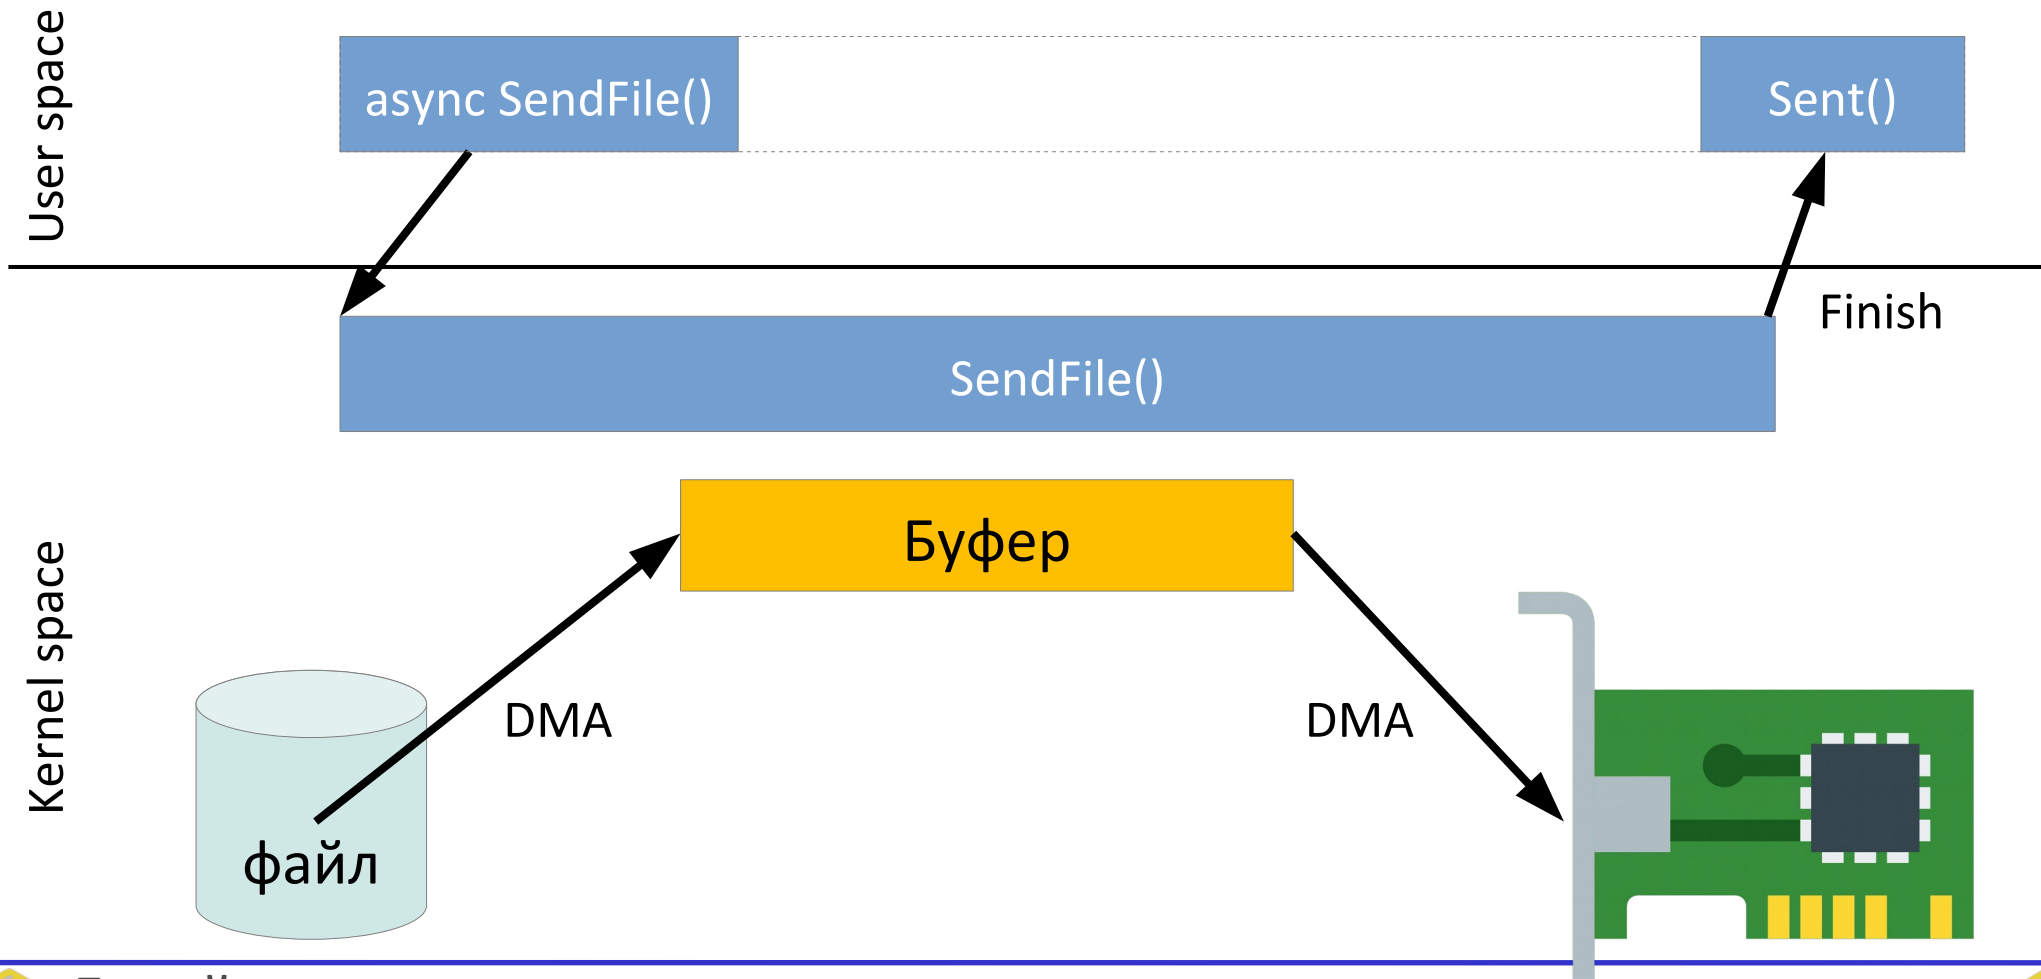 User space
async SendFile()
Sent()
Finish
SendFile()
Kernel space
Буфер
DMA
DMA
файл